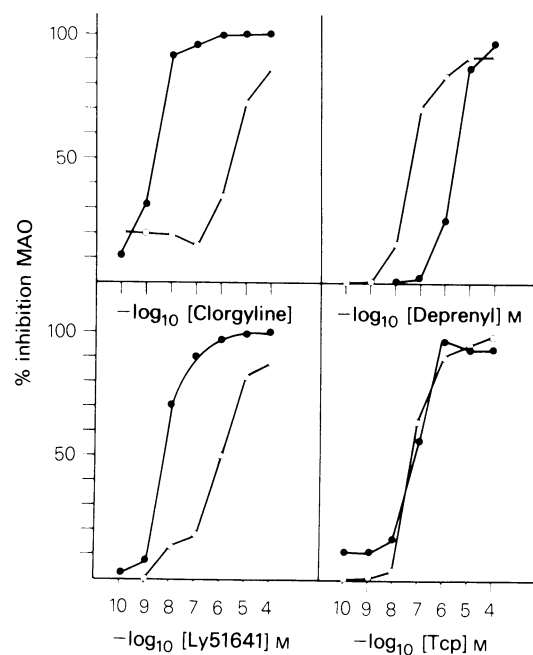 100
50
% inhibition MAO
−log₁₀ [Clorgyline]
−log₁₀ [Deprenyl] M
100
50
10 9 8 7 6 5 4
10 9 8 7 6 5 4
−log₁₀ [Ly51641] M
−log₁₀ [Tcp] M